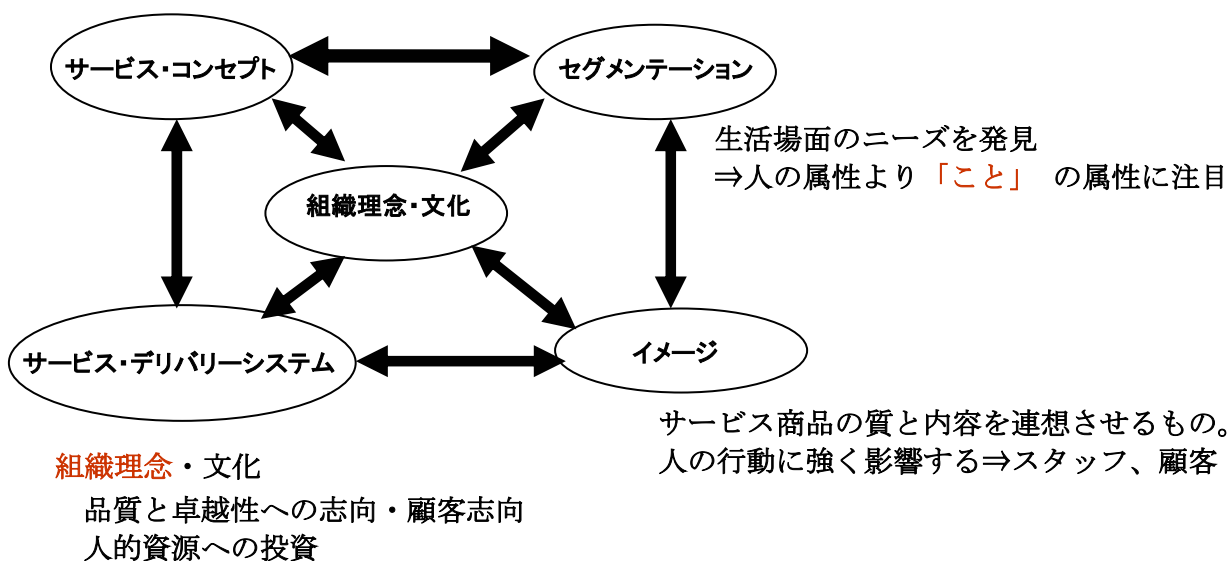 サービス・コンセプト
セグメンテーション
生活場面のニーズを発見
⇒人の属性より「こと」 の属性に注目
組織理念・文化
サービス・デリバリーシステム
イメージ
サービス商品の質と内容を連想させるもの。
人の行動に強く影響する⇒スタッフ、顧客
組織理念・文化
品質と卓越性への志向・顧客志向
人的資源への投資